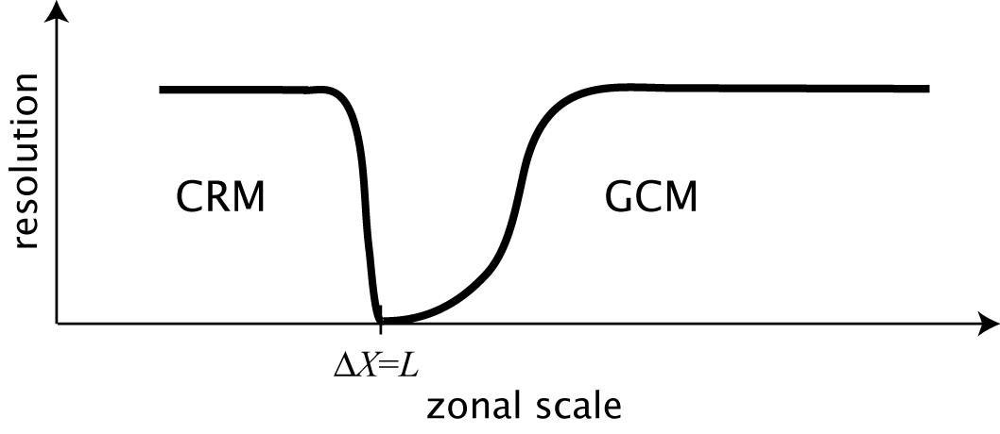 resolution
CRM
GCM
ΔX=L
zonal scale